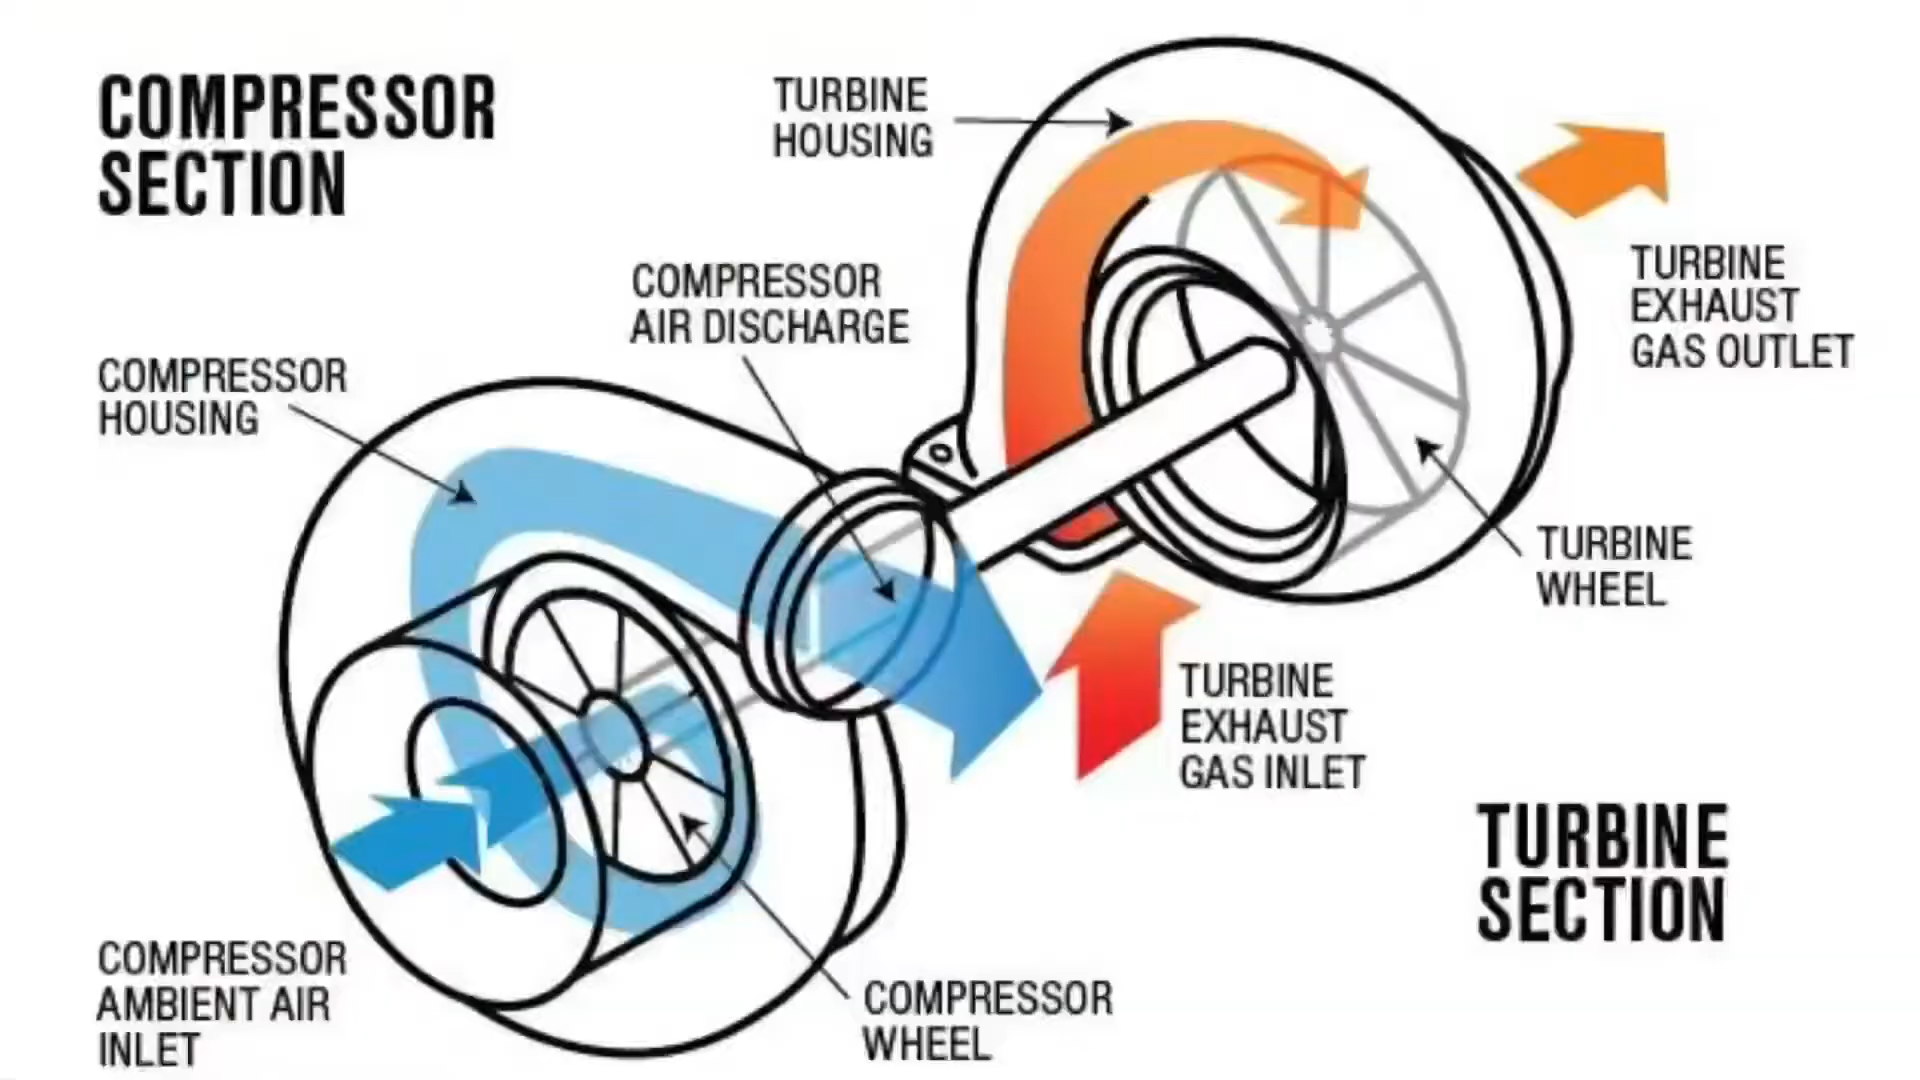 COMPRESSOR
SECTION
TURBINE
HOUSING
COMPRESSOR
AIR DISCHARGE
COMPRESSOR
HOUSING
TURBINE
EXHAUST
GAS OUTLET
TURBINE
WHEEL
TURBINE
EXHAUST
GAS INLET
TURBINE
SECTION
COMPRESSOR
AMBIENT AIR
INLET
COMPRESSOR
WHEEL